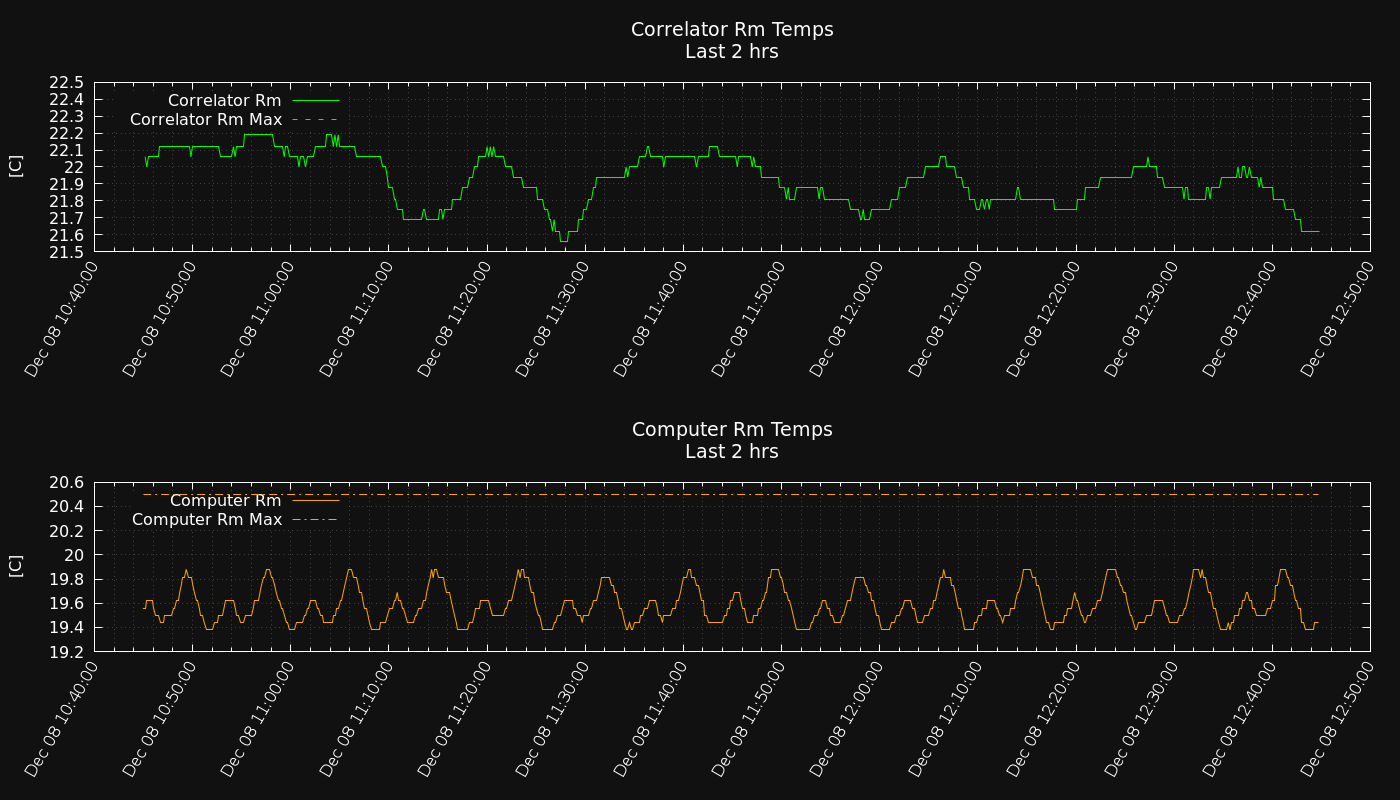 Correlator Rm Temps
Last 2 hrs
22.5
22.4
22.3
22.2
22.1
22
21.9
21.8
21.7
21.6
21.5
[C]
Correlator Rm
Correlator Rm Max
Dec 08 10:40:00
Dec 08 10:50:00
Dec 08 11:00:00
Dec 08 11:10:00
Dec 08 11:20:00
Dec 08 11:30:00
Dec 08 11:40:00
Dec 08 11:50:00
Dec 08 12:00:00
Dec 08 12:10:00
Dec 08 12:20:00
Dec 08 12:30:00
Dec 08 12:40:00
Dec 08 12:50:00
Computer Rm Temps
Last 2 hrs
20.6
20.4
20.2
20
19.8
19.6
19.4
19.2
[C]
Computer Rm
Computer Rm Max
Dec 08 10:40:00
Dec 08 10:50:00
Dec 08 11:00:00
Dec 08 11:10:00
Dec 08 11:20:00
Dec 08 11:30:00
Dec 08 11:40:00
Dec 08 11:50:00
Dec 08 12:00:00
Dec 08 12:10:00
Dec 08 12:20:00
Dec 08 12:30:00
Dec 08 12:40:00
Dec 08 12:50:00